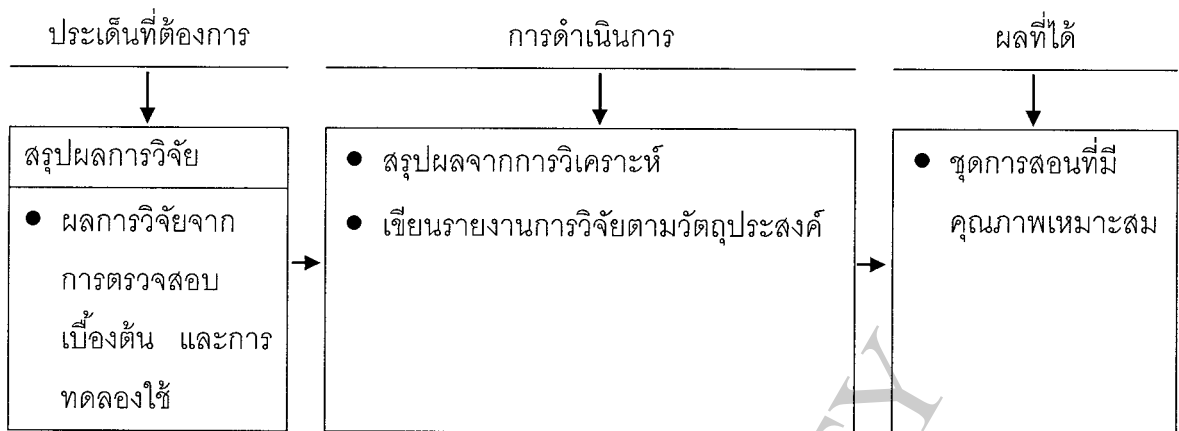 ประเด็นที่ต้องการ
การดำเนินการ
ผลที่ได้
สรุปผลการวิจัย
● ผลการวิจัยจาก
การตรวจสอบ
เบื้องต้น และการ
ทดลองใช้
● สรุปผลจากการวิเคราะห์
● เขียนรายงานการวิจัยตามวัตถุประสงค์
● ชุดการสอนที่มี
คุณภาพเหมาะสม